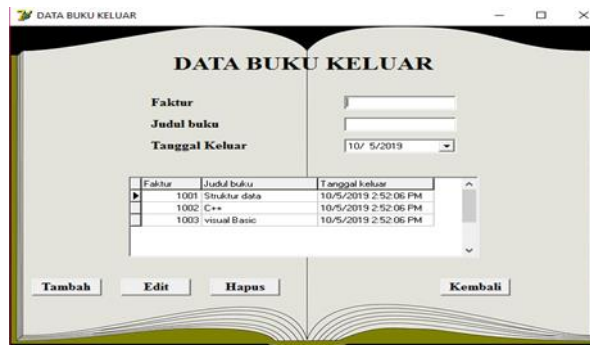 DATA BUKU KELUAR
DATA BUKU KELUAR
Faktur
Judul buku
Tanggal Keluar 10/ 5/2019
Faktur Judul buku Tanggal keluar
1001 Struktur data 10/5/2019 2:52:06 PM
1002 C++ 10/5/2019 2:52:06 PM
1003 visual Basic 10/5/2019 2:52:06 PM
Tambah Edit Hapus Kembali